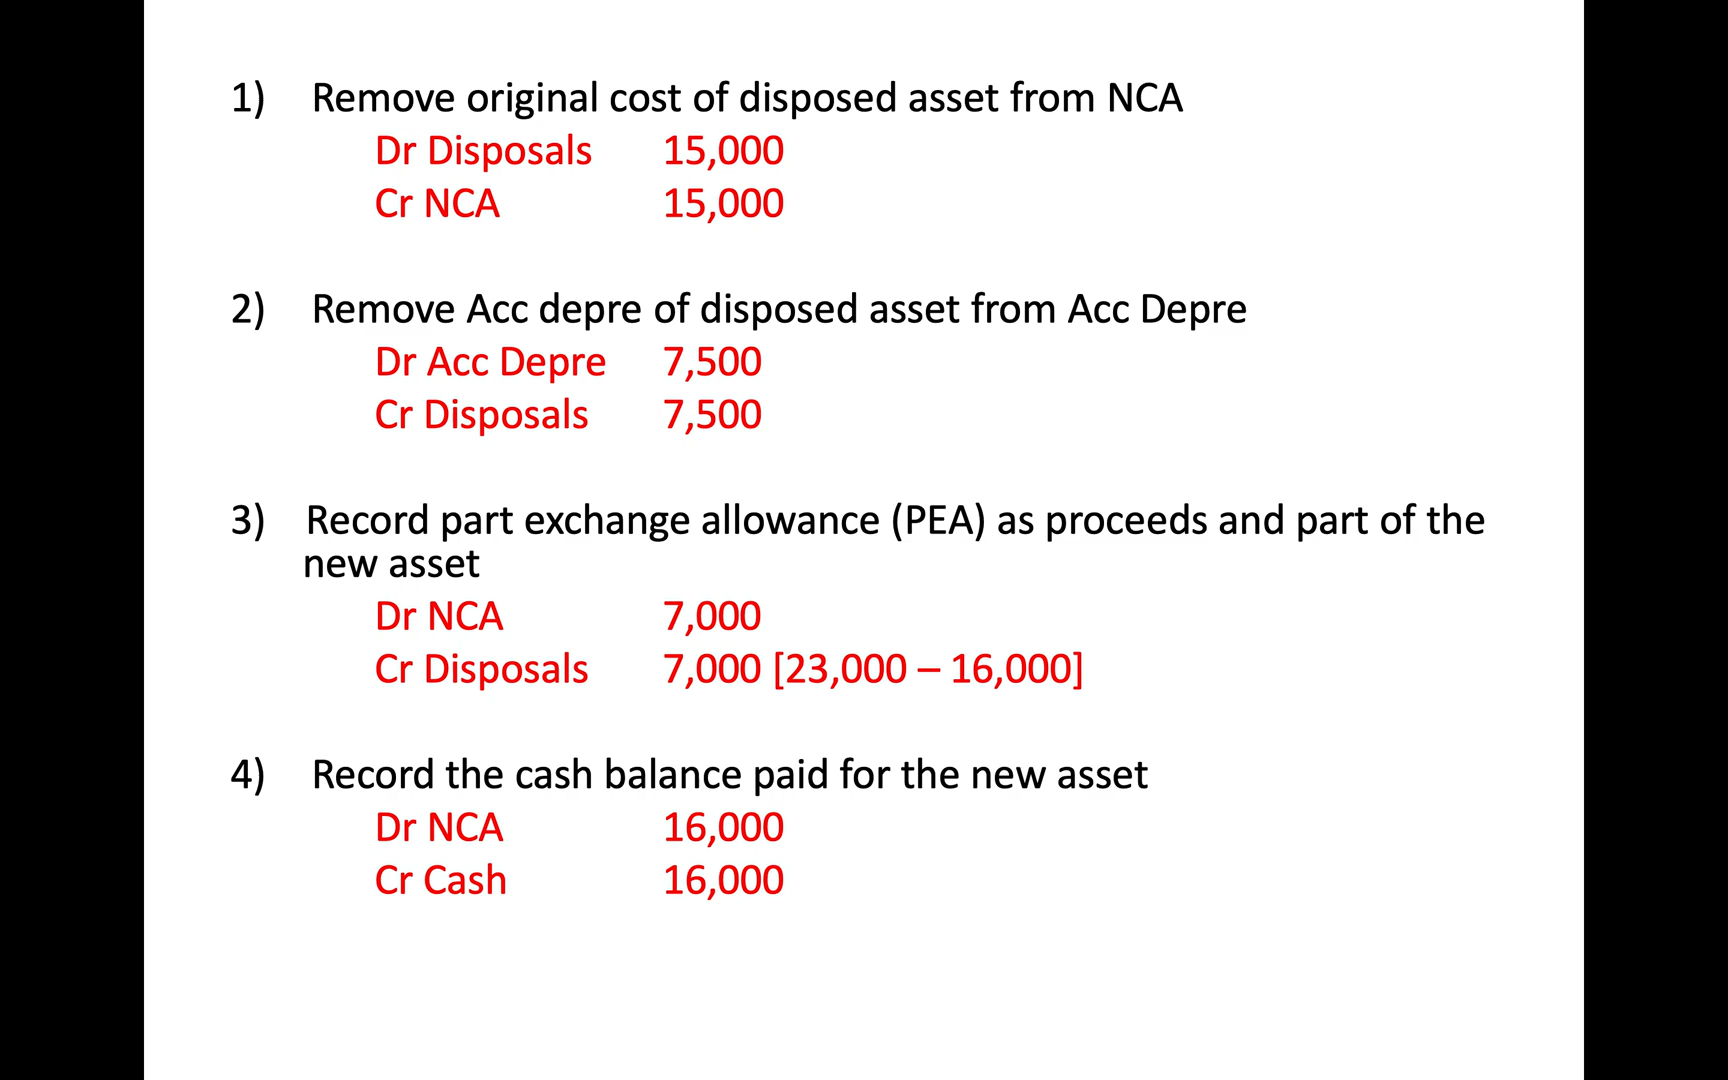 1) Remove original cost of disposed asset from NCA
Dr Disposals 15,000
Cr NCA 15,000
2) Remove Acc depre of disposed asset from Acc Depre
Dr Acc Depre 7,500
Cr Disposals 7,500
3) Record part exchange allowance (PEA) as proceeds and part of the
new asset
Dr NCA 7,000
Cr Disposals 7,000 [23,000 – 16,000]
4) Record the cash balance paid for the new asset
Dr NCA 16,000
Cr Cash 16,000